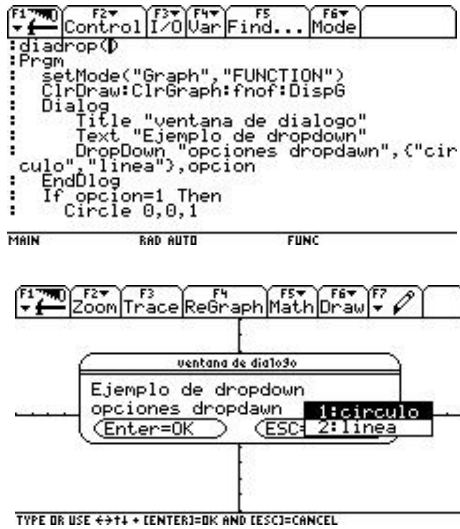 F1 F2 Control F3 I/O F4 Var F5 Find... F6 Mode
:diadrop()
:Prgm
: setMode("Graph","FUNCTION")
: ClrDraw:ClrGraph:fnof:DispG
: Dialog
: Title "ventana de dialogo"
: Text "Ejemplo de dropdown"
: DropDown "opciones dropdawn",{"cir
culo","linea"},opcion
: EndDlog
: If opcion=1 Then
: Circle 0,0,1
MAIN RAD AUTO FUNC
F1 F2 Zoom F3 Trace F4 ReGraph F5 Math F6 Draw F7
ventana de dialogo
Ejemplo de dropdown
opciones dropdawn 1:circulo
Enter=OK ESC= 2:linea
TYPE OR USE ←→↑↓ + [ENTER]=OK AND [ESC]=CANCEL